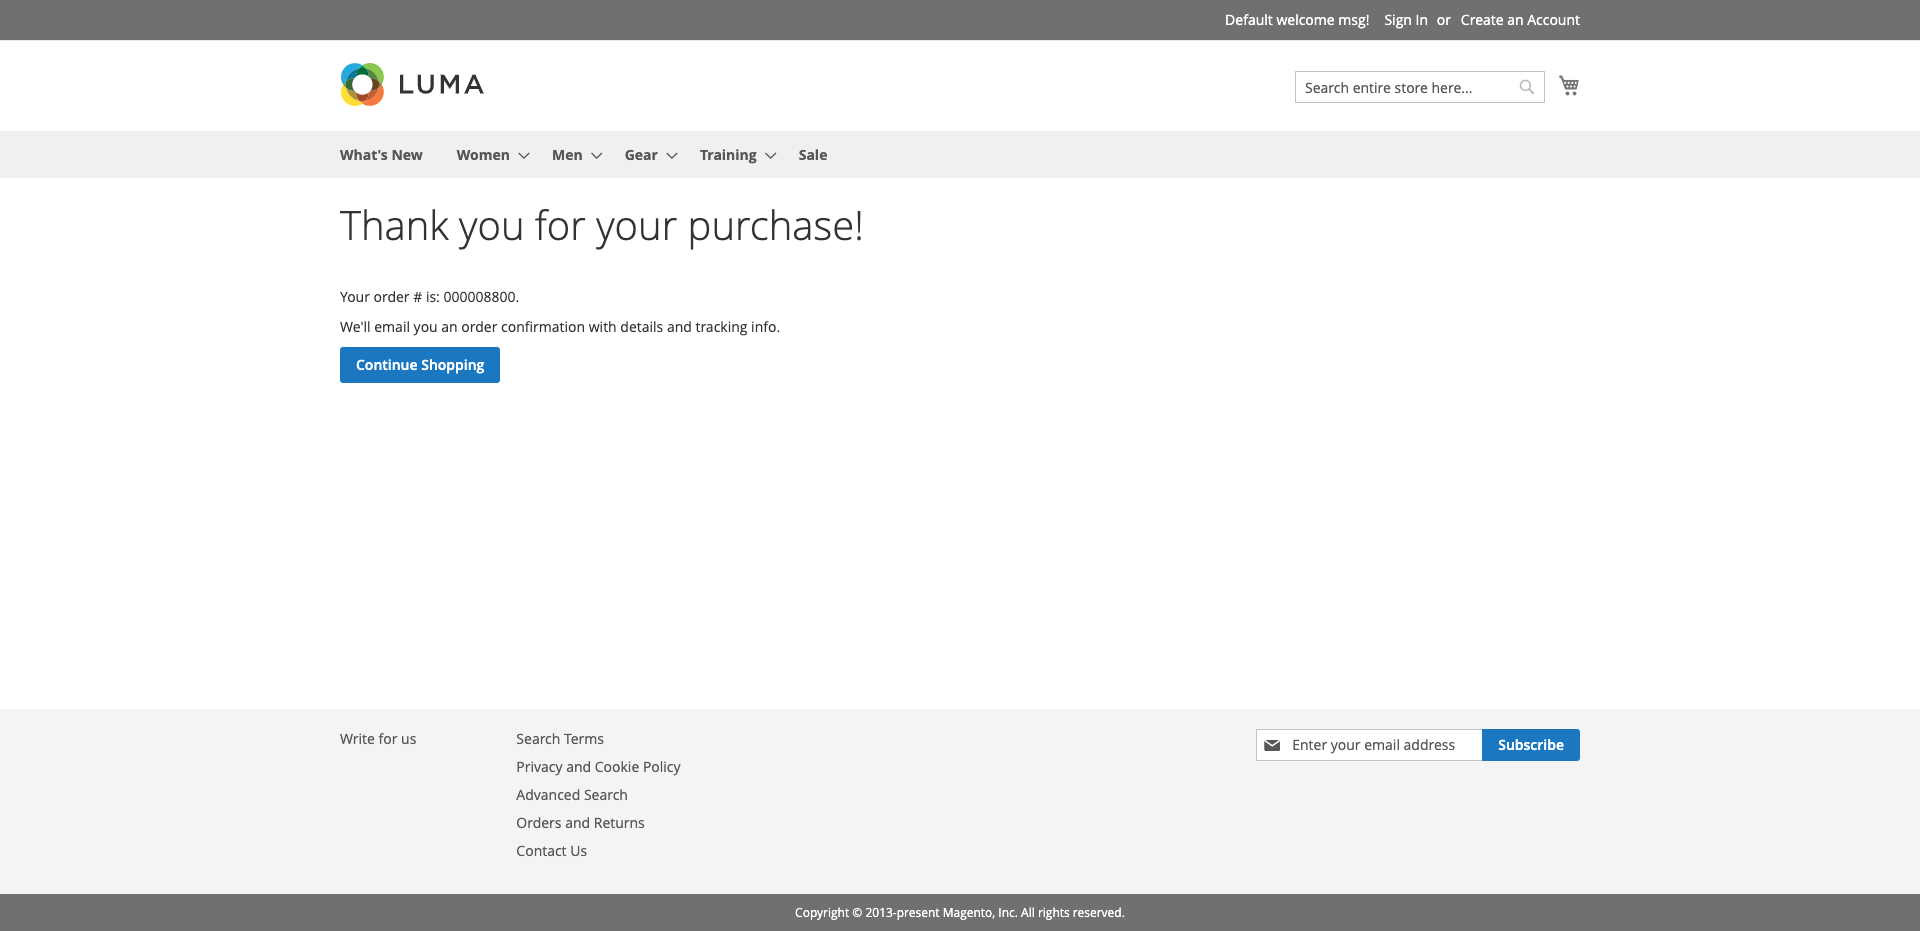 Default welcome msg! Sign In or Create an Account
LUMA
Search entire store here...
What's New Women Men Gear Training Sale
Thank you for your purchase!
Your order # is: 000008800.
We'll email you an order confirmation with details and tracking info.
Continue Shopping
Write for us
Search Terms
Privacy and Cookie Policy
Advanced Search
Orders and Returns
Contact Us
Enter your email address
Subscribe
Copyright © 2013-present Magento, Inc. All rights reserved.